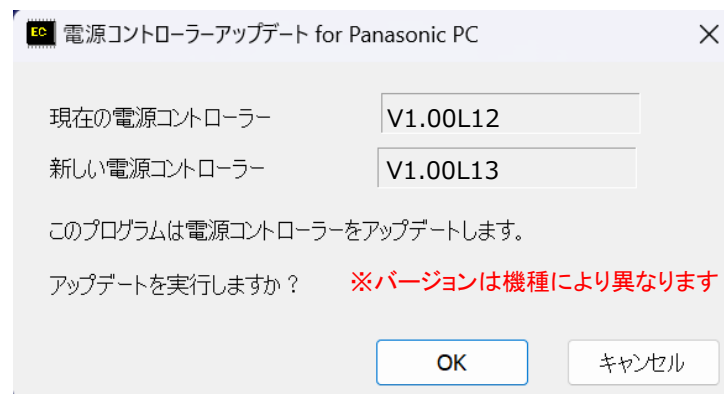 EC 電源コントローラーアップデート for Panasonic PC
現在の電源コントローラー V1.00L12
新しい電源コントローラー V1.00L13
このプログラムは電源コントローラーをアップデートします。
アップデートを実行しますか？ ※バージョンは機種により異なります
OK キャンセル